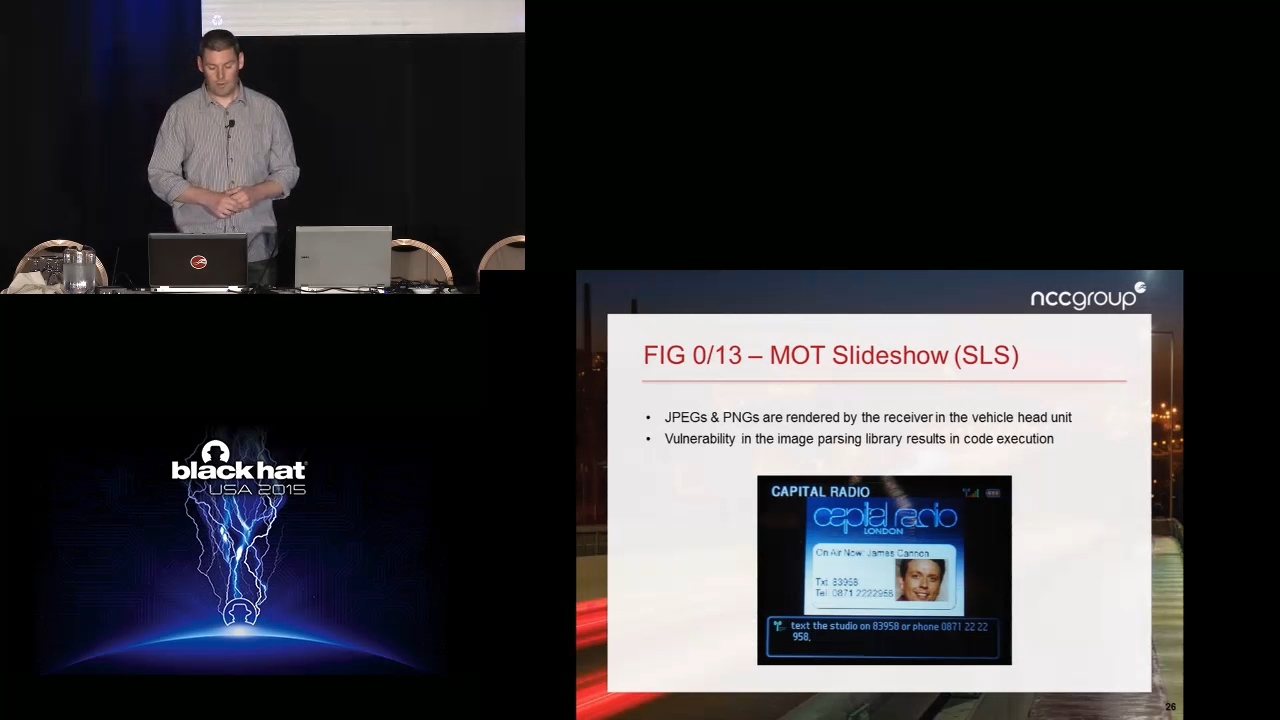 nccgroup
FIG 0/13 – MOT Slideshow (SLS)
• JPEGs & PNGs are rendered by the receiver in the vehicle head unit
• Vulnerability in the image parsing library results in code execution
CAPITAL RADIO
capital radio
LONDON
On Air Now: James Cannon
Txt: 83958
Tel: 0871 2222958
text the studio on 83958 or phone 0871 22 22
958.
black hat
USA 2015
26